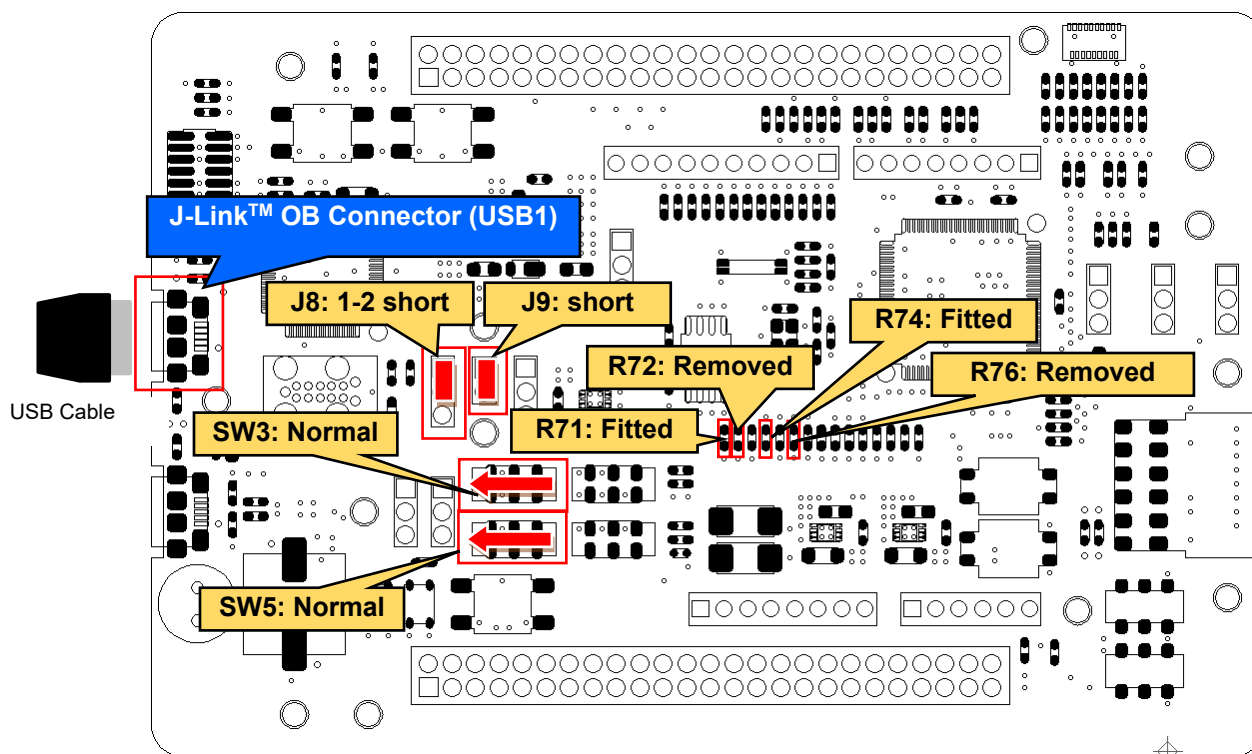 J-Link™ OB Connector (USB1)
J8: 1-2 short
J9: short
R74: Fitted
R72: Removed
R76: Removed
USB Cable
SW3: Normal
R71: Fitted
SW5: Normal